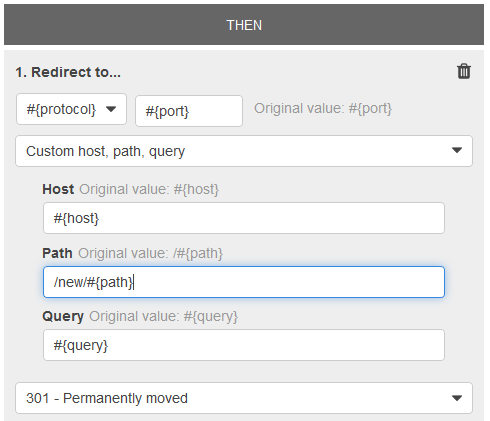 THEN
1. Redirect to...
#{protocol} #{port} Original value: #{port}
Custom host, path, query
Host Original value: #{host}
#{host}
Path Original value: /#{path}
/new/#{path}
Query Original value: #{query}
#{query}
301 - Permanently moved